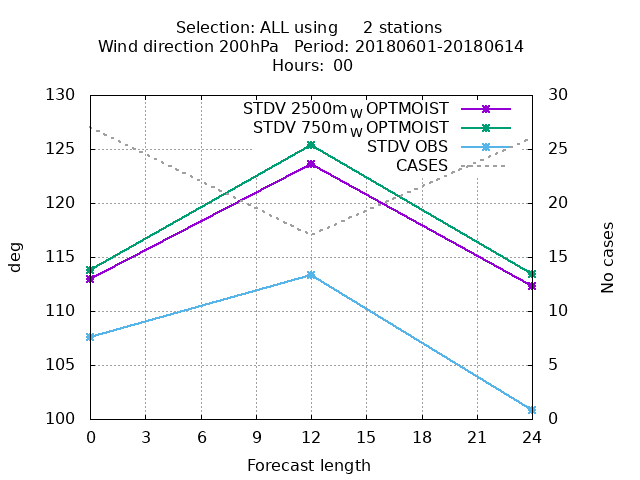 Selection: ALL using     2 stations
Wind direction 200hPa   Period: 20180601-20180614
Hours:  00
130
125
120
115
110
105
100
deg
30
25
20
15
10
5
0
No cases
STDV 2500m_W OPTMOIST
STDV 750m_W OPTMOIST
STDV OBS
CASES
0 3 6 9 12 15 18 21 24
Forecast length